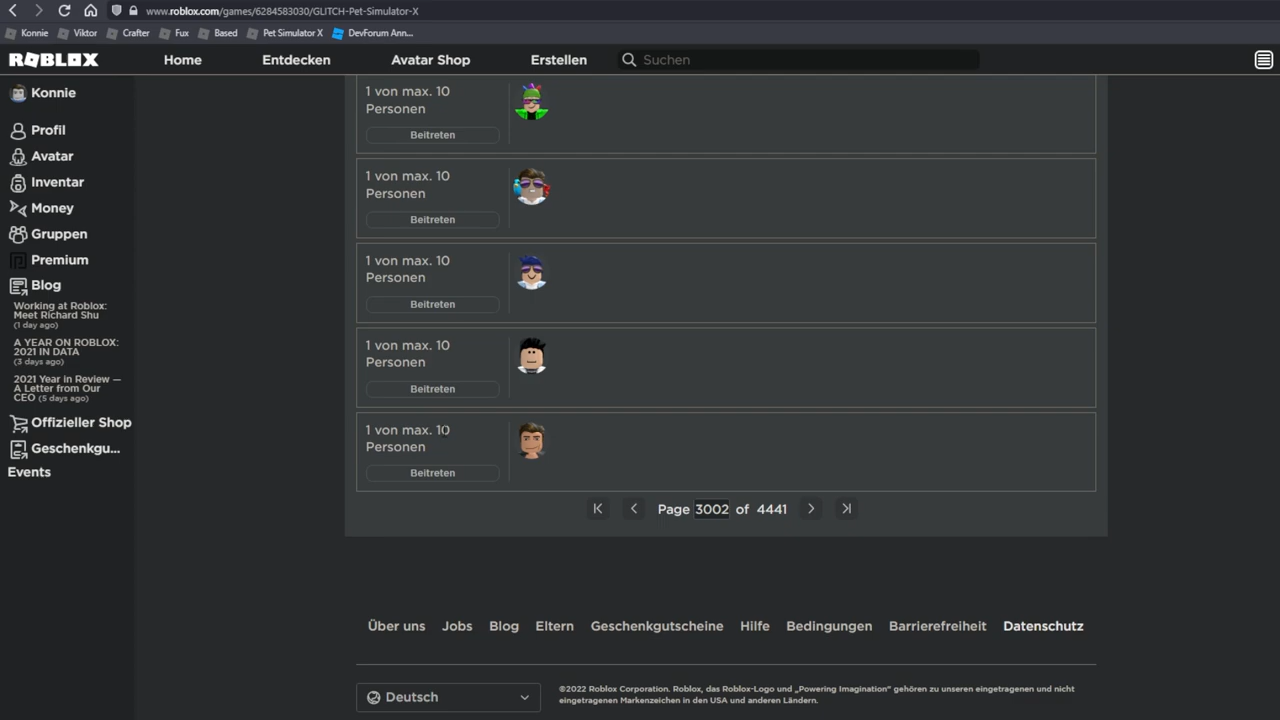 www.roblox.com/games/6284583030/GLITCH-Pet-Simulator-X
Konnie Viktor Crafter Fux Based Pet Simulator X DevForum Ann...
ROBLOX Home Entdecken Avatar Shop Erstellen Suchen
Konnie
Profil
Avatar
Inventar
Money
Gruppen
Premium
Blog
Working at Roblox:
Meet Richard Shu
(1 day ago)
A YEAR ON ROBLOX:
2021 IN DATA
(3 days ago)
2021 Year in Review —
A Letter from Our
CEO (5 days ago)
Offizieller Shop
Geschenkgu...
Events
1 von max. 10
Personen
Beitreten
1 von max. 10
Personen
Beitreten
1 von max. 10
Personen
Beitreten
1 von max. 10
Personen
Beitreten
1 von max. 10
Personen
Beitreten
Page 3002 of 4441
Über uns Jobs Blog Eltern Geschenkgutscheine Hilfe Bedingungen Barrierefreiheit Datenschutz
Deutsch
©2022 Roblox Corporation. Roblox, das Roblox-Logo und „Powering Imagination“ gehören zu unseren eingetragenen und nicht
eingetragenen Markenzeichen in den USA und anderen Ländern.